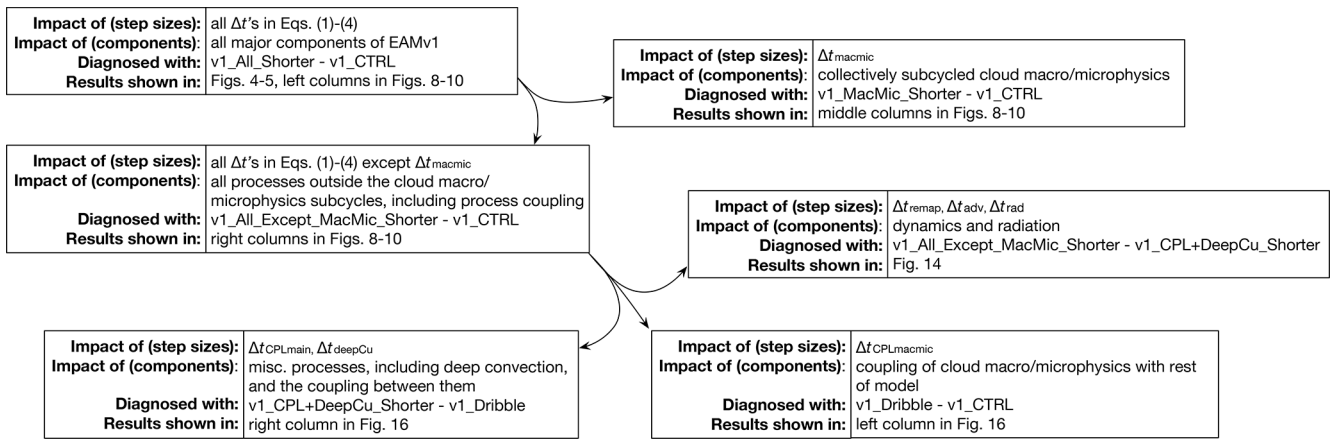 Impact of (step sizes): all Δt's in Eqs. (1)-(4)
Impact of (components): all major components of EAMv1
Diagnosed with: v1_All_Shorter - v1_CTRL
Results shown in: Figs. 4-5, left columns in Figs. 8-10
Impact of (step sizes): Δtmacmic
Impact of (components): collectively subcycled cloud macro/microphysics
Diagnosed with: v1_MacMic_Shorter - v1_CTRL
Results shown in: middle columns in Figs. 8-10
Impact of (step sizes): all Δt's in Eqs. (1)-(4) except Δtmacmic
Impact of (components): all processes outside the cloud macro/
microphysics subcycles, including process coupling
Diagnosed with: v1_All_Except_MacMic_Shorter - v1_CTRL
Results shown in: right columns in Figs. 8-10
Impact of (step sizes): Δtremap, Δtadv, Δtrad
Impact of (components): dynamics and radiation
Diagnosed with: v1_All_Except_MacMic_Shorter - v1_CPL+DeepCu_Shorter
Results shown in: Fig. 14
Impact of (step sizes): ΔtCPLmain, ΔtdeepCu
Impact of (components): misc. processes, including deep convection,
and the coupling between them
Diagnosed with: v1_CPL+DeepCu_Shorter - v1_Dribble
Results shown in: right column in Fig. 16
Impact of (step sizes): ΔtCPLmacmic
Impact of (components): coupling of cloud macro/microphysics with rest
of model
Diagnosed with: v1_Dribble - v1_CTRL
Results shown in: left column in Fig. 16